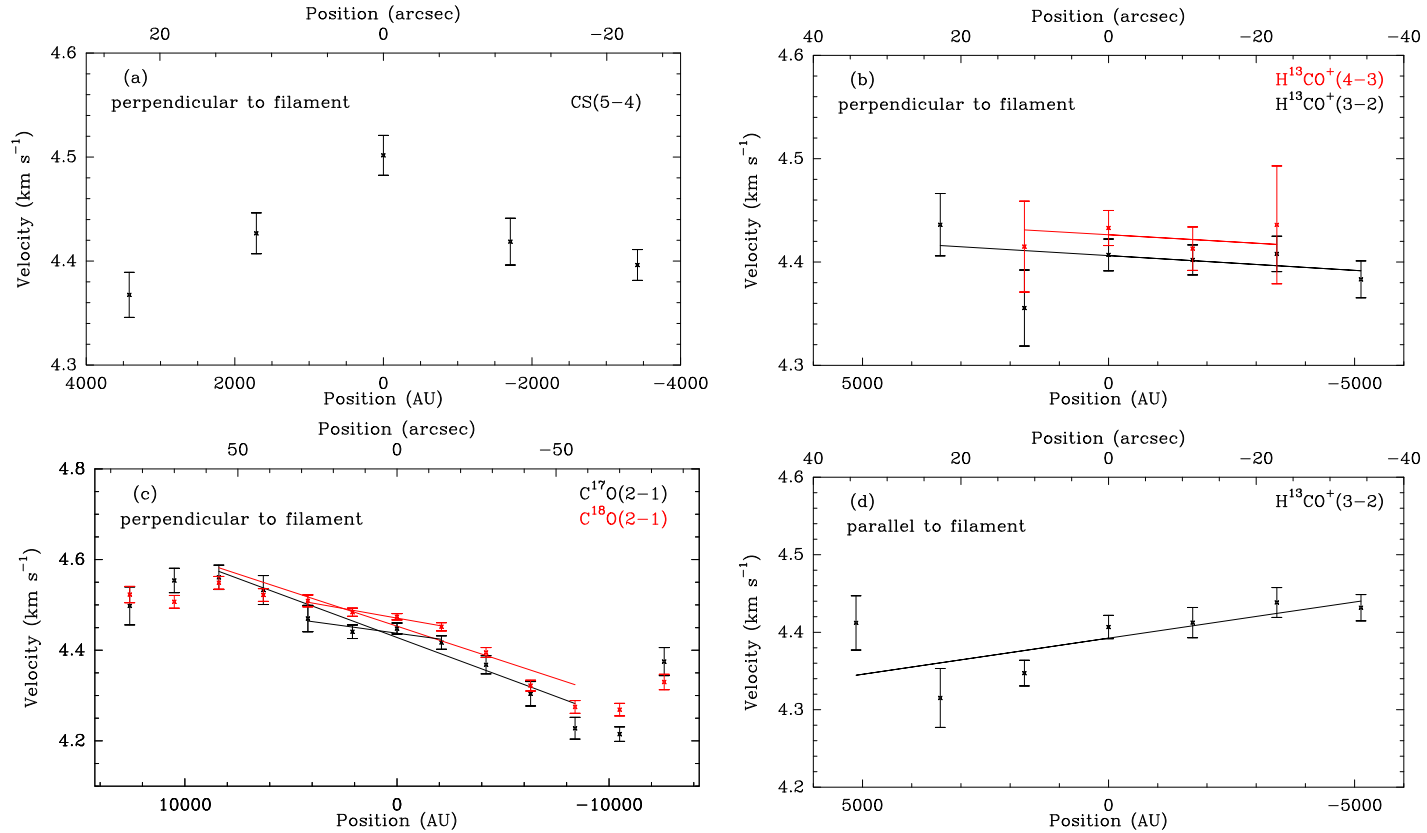 Position (arcsec)
20 0 −20
4.6
(a)
perpendicular to filament CS(5−4)
4.5
Velocity (km s⁻¹)
4.4
4.3
4000 2000 0 −2000 −4000
Position (AU)
Position (arcsec)
40 20 0 −20 −40
4.6
(b) H¹³CO⁺(4−3)
perpendicular to filament H¹³CO⁺(3−2)
4.5
Velocity (km s⁻¹)
4.4
4.3
5000 0 −5000
Position (AU)
Position (arcsec)
50 0 −50
4.8
(c) C¹⁷O(2−1)
perpendicular to filament C¹⁸O(2−1)
4.6
Velocity (km s⁻¹)
4.4
4.2
10000 0 −10000
Position (AU)
Position (arcsec)
40 20 0 −20 −40
(d) H¹³CO⁺(3−2)
parallel to filament
4.5
Velocity (km s⁻¹)
4.4
4.3
4.2
5000 0 −5000
Position (AU)